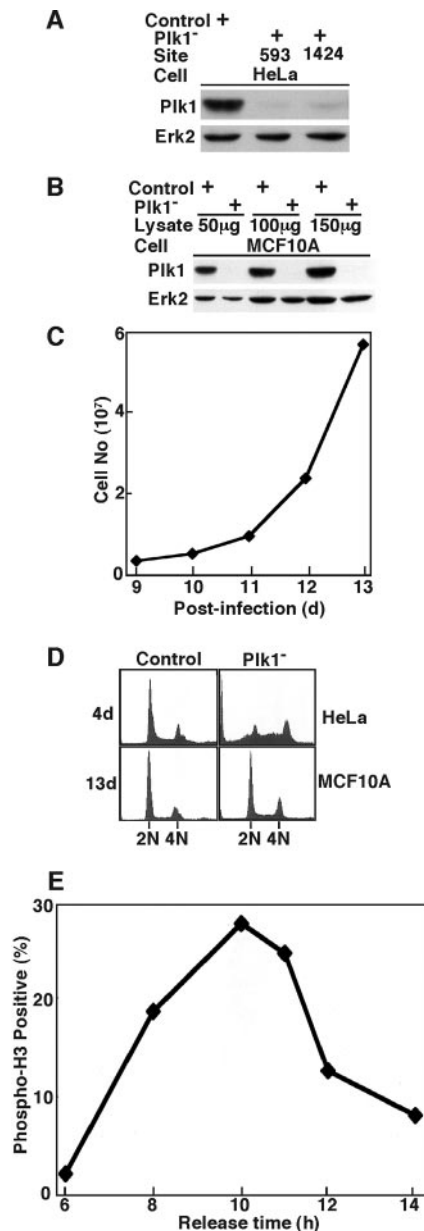 A
Control +
Plk1⁻ + +
Site 593 1424
Cell HeLa
Plk1
Erk2
B
Control + + +
Plk1⁻ + + +
Lysate 50µg 100µg 150µg
Cell MCF10A
Plk1
Erk2
C
Cell No (10⁷)
6
4
2
0
9 10 11 12 13
Post-infection (d)
D
Control Plk1⁻
4d HeLa
13d MCF10A
2N 4N 2N 4N
E
Phospho-H3 Positive (%)
30
20
10
0
6 8 10 12 14
Release time (h)